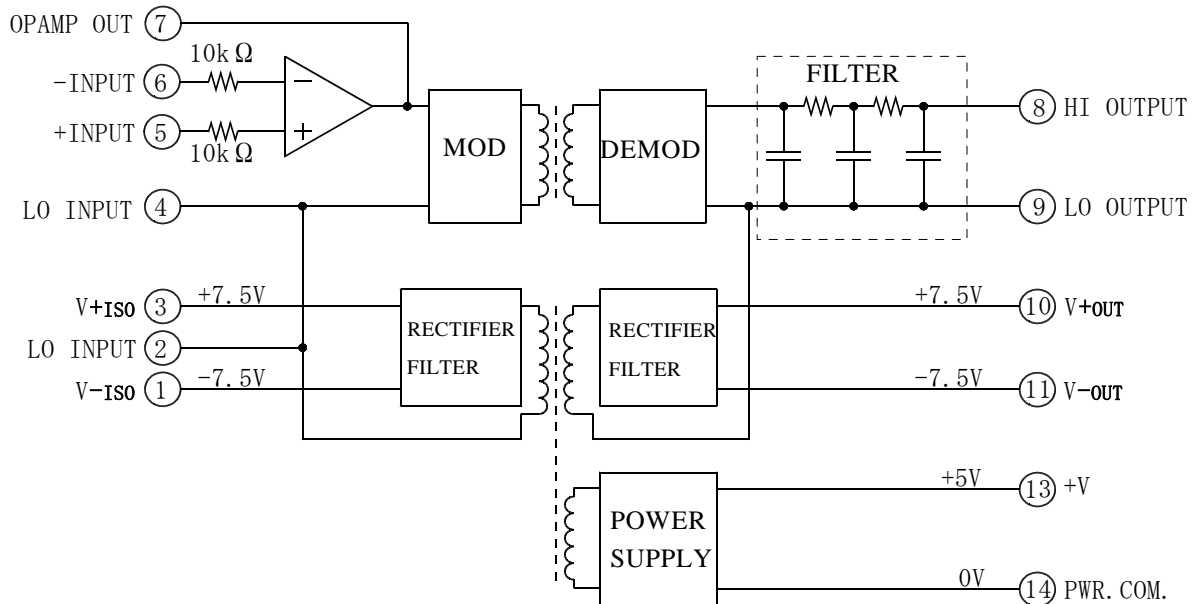 OPAMP OUT 7
10k Ω
-INPUT 6
+INPUT 5
10k Ω
LO INPUT 4
MOD
DEMOD
FILTER
8 HI OUTPUT
9 LO OUTPUT
V+ISO 3 +7.5V
LO INPUT 2
V-ISO 1 -7.5V
RECTIFIER
FILTER
RECTIFIER
FILTER
+7.5V 10 V+OUT
-7.5V 11 V-OUT
POWER
SUPPLY
+5V 13 +V
0V 14 PWR.COM.